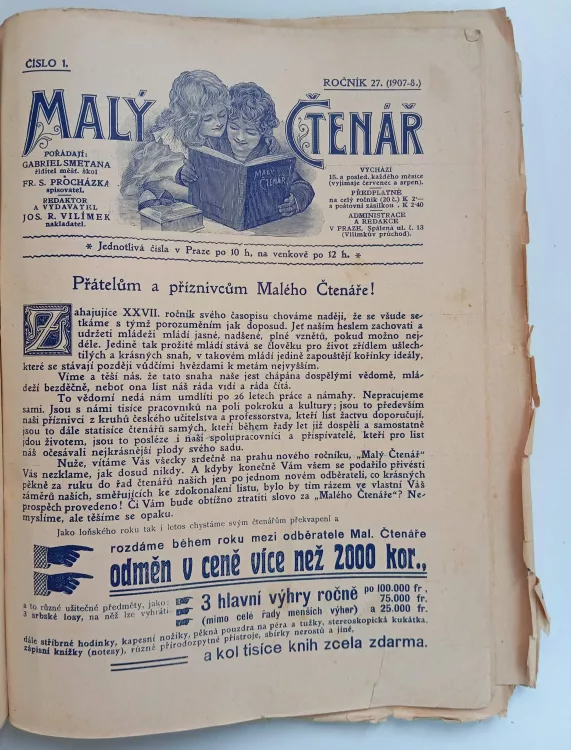 ČÍSLO 1.
ROČNÍK 27. (1907-8.)
MALÝ ČTENÁŘ
POŘÁDAJÍ:
GABRIEL SMETANA
ředitel měšť. škol
FR. S. PROCHÁZKA
spisovatel.
REDAKTOR
A VYDAVATEL
JOS. R. VILÍMEK
nakladatel.
MALÝ
ČTENÁŘ
VYCHÁZÍ
15. a posled. každého měsíce
(vyjímaje červenec a srpen).
PŘEDPLATNÉ
na celý ročník (20 č.) K 2·—
s poštovní zásilkou . K 2·40
ADMINISTRACE
A REDAKCE
V PRAZE, Spálená ul. č. 13
(Vilímkův průchod).
* Jednotlivá čísla v Praze po 10 h, na venkově po 12 h. *
Přátelům a příznivcům Malého Čtenáře!
Zahajujíce XXVII. ročník svého časopisu chováme naději, že se všude se-
tkáme s týmž porozuměním jak doposud. Jeť naším heslem zachovati a
udržeti mládeži mládí jasné, nadšené, plné vznětů, pokud možno nej-
déle. Jedině tak prožité mládí stává se člověku pro život zřídlem ušlech-
tilých a krásných snah, v takovém mládí jedině zapouštějí kořínky ideály,
které se stávají později vůdčími hvězdami k metám nejvyšším.
Víme a těší nás, že tato snaha naše jest chápána dospělými vědomě, mlá-
deží bezděčně, neboť ona list náš ráda vidí a ráda čítá.
To vědomí nedá nám umdlíti po 26 letech práce a námahy. Nepracujeme
sami. Jsou s námi tisíce pracovníků na poli pokroku a kultury; jsou to především
naši příznivci z kruhů českého učitelstva a professorstva, kteří list žactvu doporučují,
jsou to dále statisíce čtenářů samých, kteří během řady let již dospěli a samostatně
jdou životem, jsou to posléze i naši spolupracovníci a přispívatelé, kteří pro list
náš očesávali nejkrásnější plody svého sadu.
Nuže, vítáme Vás všecky srdečně na prahu nového ročníku, „Malý Čtenář“
Vás nezklame, jak dosud nikdy. A kdyby konečně Vám všem se podařilo přivésti
pěkně za ruku do řad čtenářů našich jen po jednom novém odběrateli, co krásných
záměrů našich, směřujících ke zdokonalení listu, bylo by tím rázem ve vlastní Váš
prospěch provedeno! Či Vám bude obtížno ztratiti slovo za „Malého Čtenáře“? Ne-
myslíme, ale těšíme se opaku.
Jako loňského roku tak i letos chystáme svým čtenářům překvapení a
rozdáme během roku mezi odběratele Mal. Čtenáře
odměn v ceně více než 2000 kor.,
a to různé užitečné předměty, jako:
3 srbské losy, na něž lze vyhráti
3 hlavní výhry ročně
(mimo celé řady menších výher)
po 100.000 fr.,
75.000 fr.
a 25.000 fr.
dále stříbrné hodinky, kapesní nožíky, pěkná pouzdra na péra a tužky, stereoskopická kukátka,
zápisní knížky (notesy), různé přírodozpytné přístroje, sbírky nerostů a jiné,
a kol tisíce knih zcela zdarma.